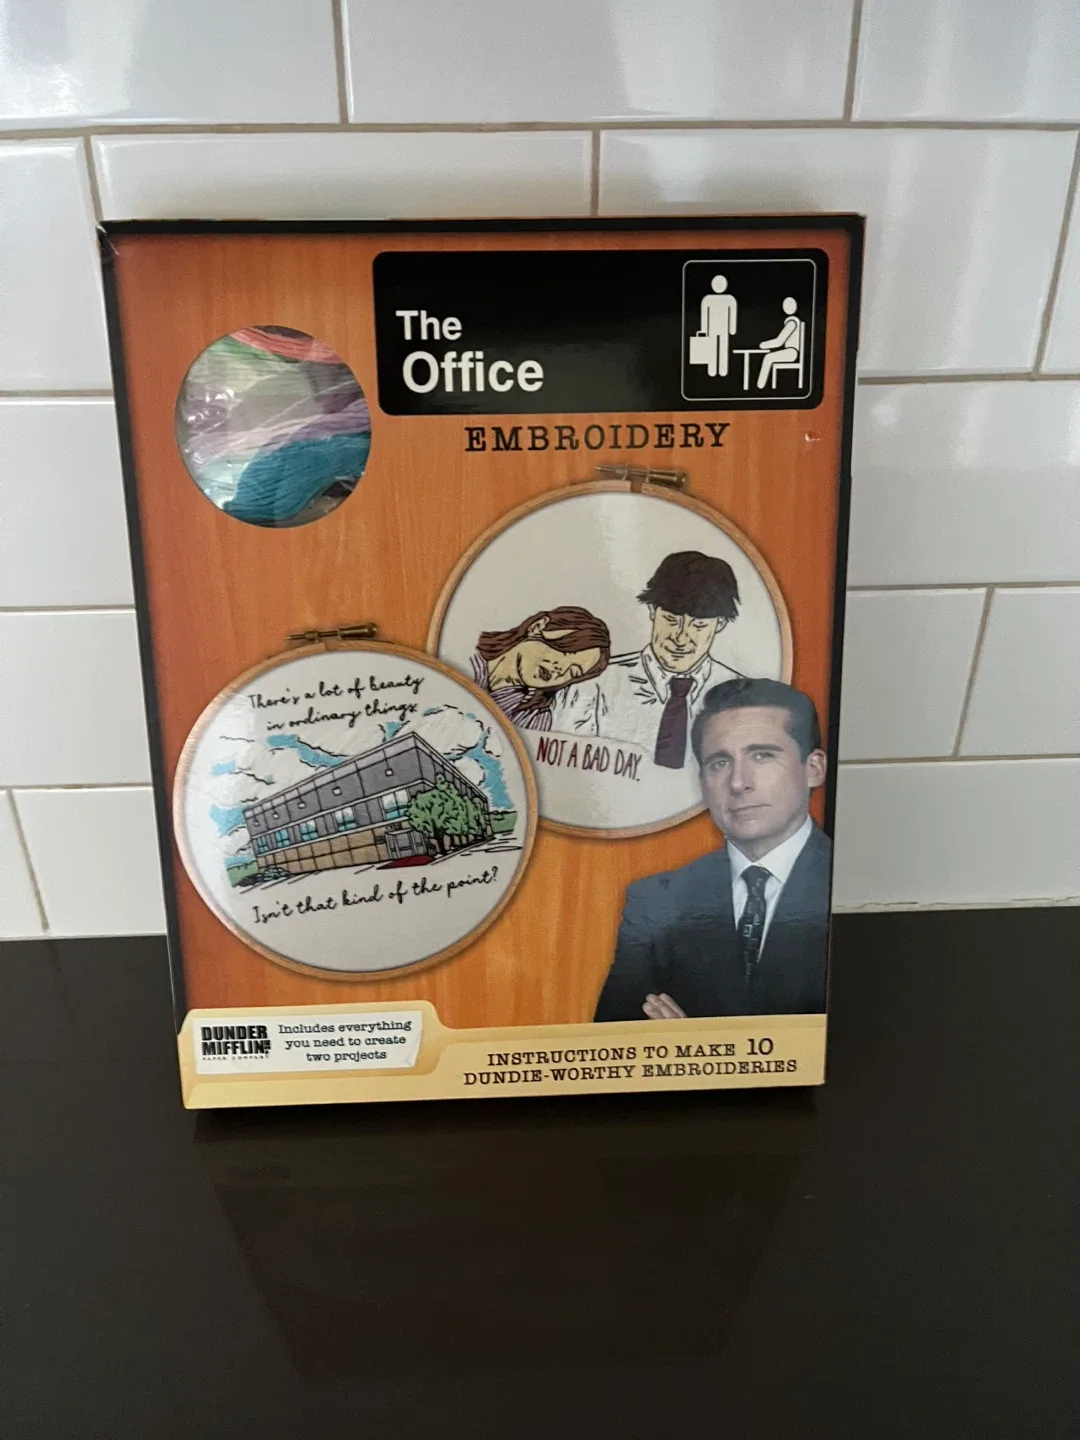 The
Office
EMBROIDERY
There's a lot of beauty
in ordinary things.
Isn't that kind of the point?
NOT A BAD DAY.
DUNDER
MIFFLIN INC
PAPER COMPANY
Includes everything
you need to create
two projects
INSTRUCTIONS TO MAKE 10
DUNDIE-WORTHY EMBROIDERIES